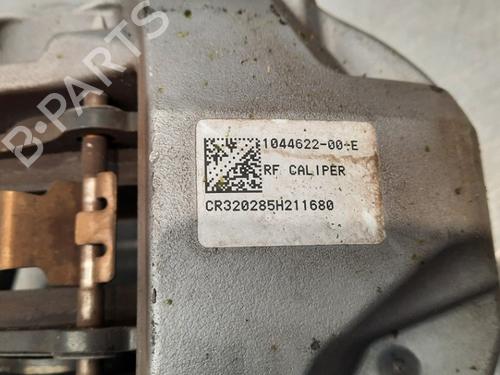 B-PARTS
1044622-00-E
RF CALIPER
CR320285H211680